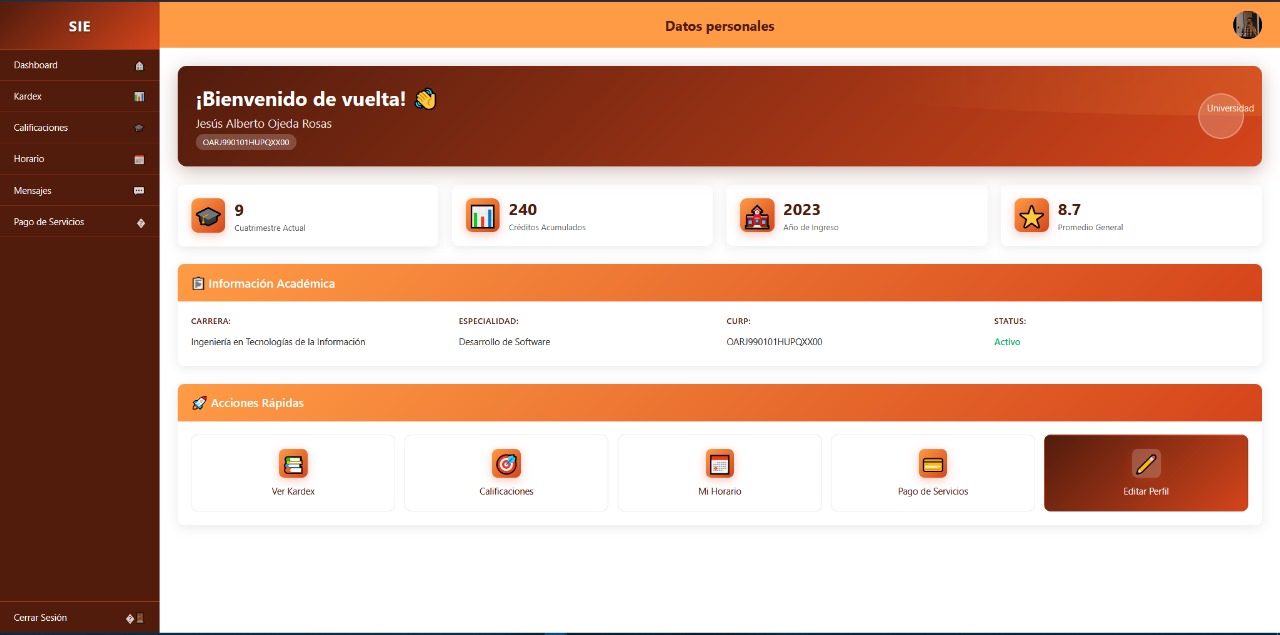 SIE
Datos personales
Dashboard
Kardex
Calificaciones
Horario
Mensajes
Pago de Servicios
Cerrar Sesión
¡Bienvenido de vuelta! 👋
Jesús Alberto Ojeda Rosas
OARJ990101HUPQXX00
Universidad
9
Cuatrimestre Actual
240
Créditos Acumulados
2023
Año de Ingreso
8.7
Promedio General
Información Académica
CARRERA:
Ingeniería en Tecnologías de la Información
ESPECIALIDAD:
Desarrollo de Software
CURP:
OARJ990101HUPQXX00
STATUS:
Activo
Acciones Rápidas
Ver Kardex
Calificaciones
Mi Horario
Pago de Servicios
Editar Perfil